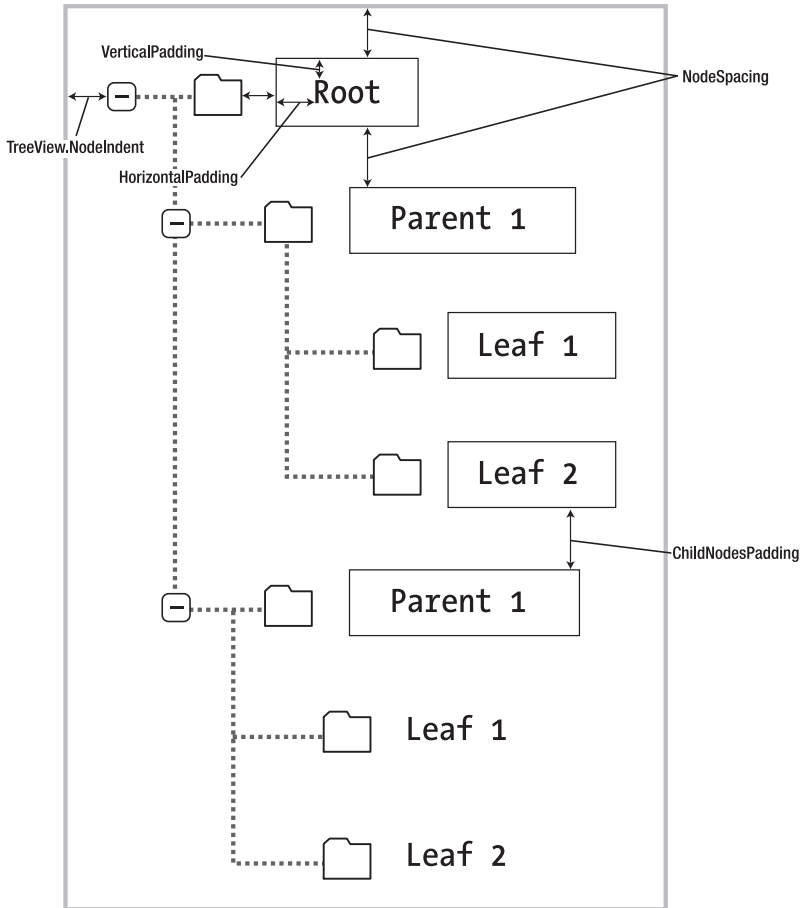 VerticalPadding
Root
NodeSpacing
TreeView.NodeIndent
HorizontalPadding
Parent 1
Leaf 1
Leaf 2
ChildNodesPadding
Parent 1
Leaf 1
Leaf 2